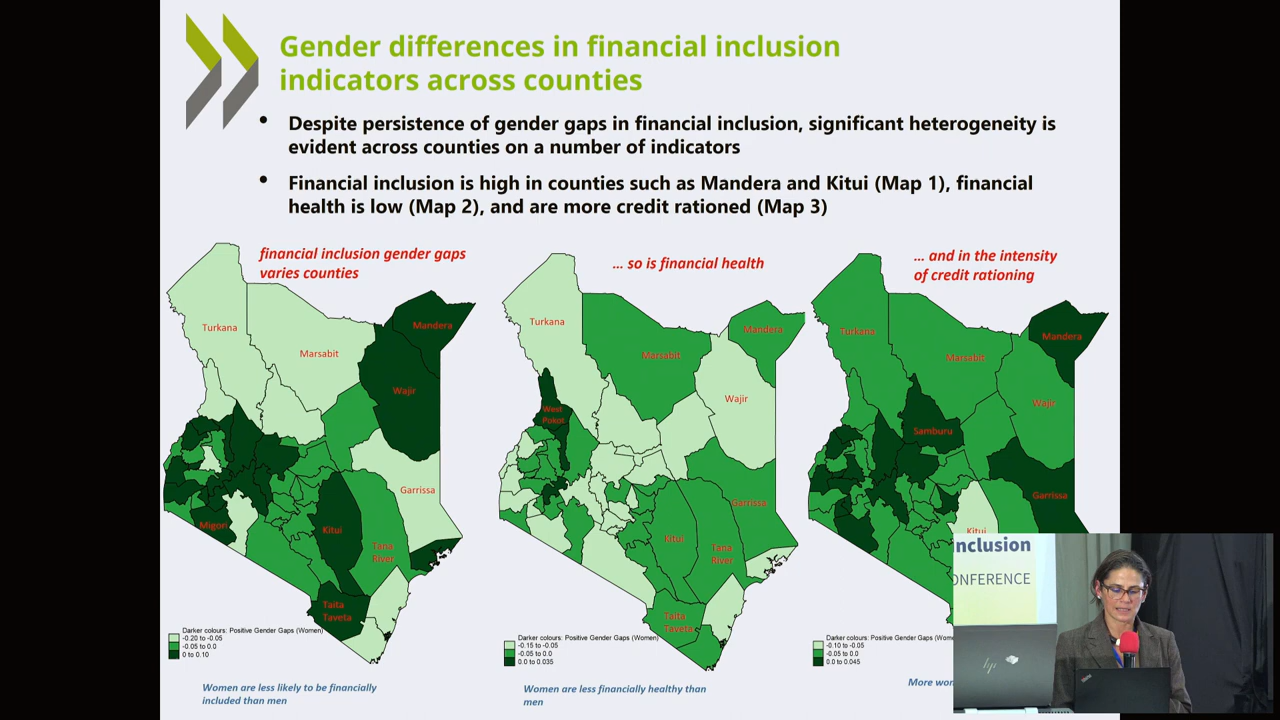 Gender differences in financial inclusion
indicators across counties
• Despite persistence of gender gaps in financial inclusion, significant heterogeneity is
evident across counties on a number of indicators
• Financial inclusion is high in counties such as Mandera and Kitui (Map 1), financial
health is low (Map 2), and are more credit rationed (Map 3)
financial inclusion gender gaps
varies counties
Turkana
Marsabit
Mandera
Wajir
Garrissa
Migori
Kitui
Tana
River
Taita
Taveta
Darker colours: Positive Gender Gaps (Women)
-0.20 to -0.05
-0.05 to 0.0
0 to 0.10
Women are less likely to be financially
included than men
... so is financial health
Turkana
Marsabit
Mandera
Wajir
West
Pokot
Garrissa
Kitui
Tana
River
Taita
Taveta
Darker colours: Positive Gender Gaps (Women)
-0.15 to -0.05
-0.05 to 0.0
0.0 to 0.035
Women are less financially healthy than
men
... and in the intensity
of credit rationing
Turkana
Marsabit
Mandera
Wajir
Samburu
Garrissa
Kitui
Darker colours: Positive Gender Gaps
-0.10 to -0.05
-0.05 to 0.0
0.0 to 0.045
More
inclusion
ONFERENCE
hp